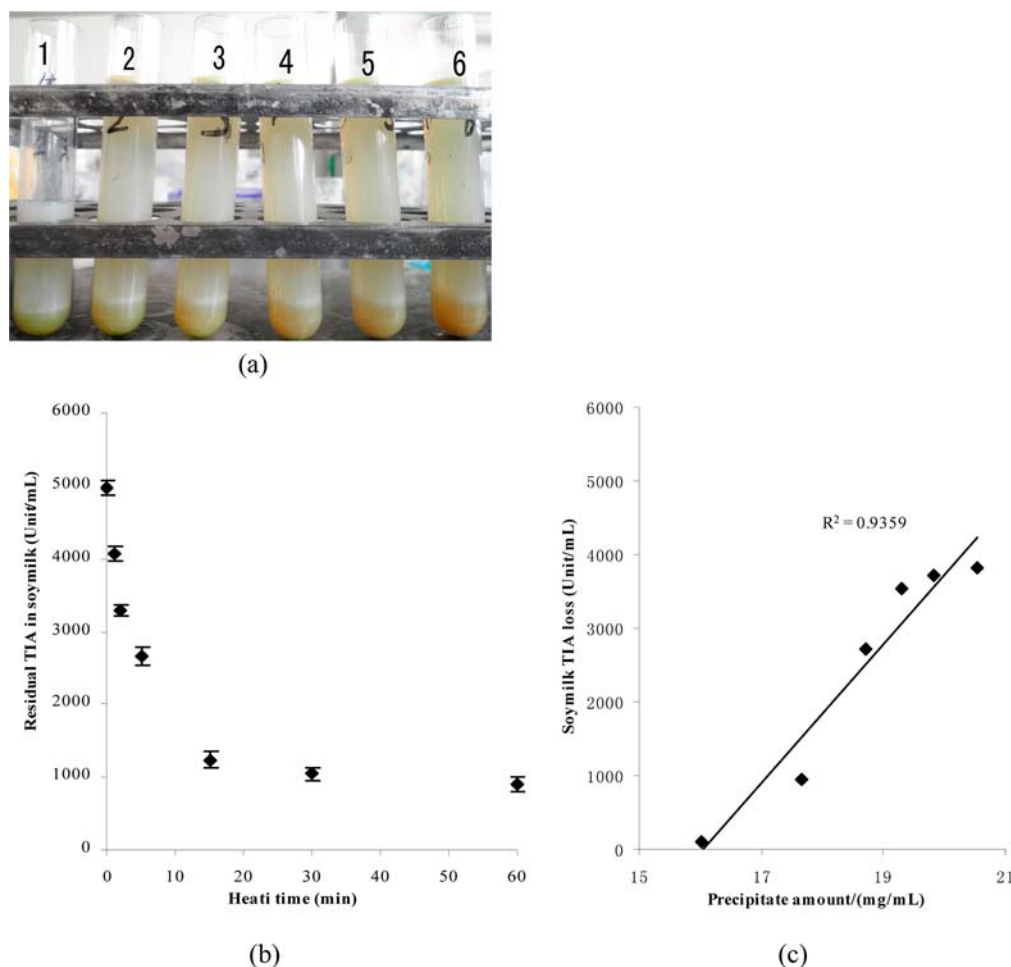 1 2 3 4 5 6
2 3
(a)
Residual TIA in soymilk (Unit/mL)
6000
5000
4000
3000
2000
1000
0
0 10 20 30 40 50 60
Heati time (min)
(b)
Soymilk TIA loss (Unit/mL)
6000
5000
4000
3000
2000
1000
0
R² = 0.9359
15 17 19 21
Precipitate amount/(mg/mL)
(c)